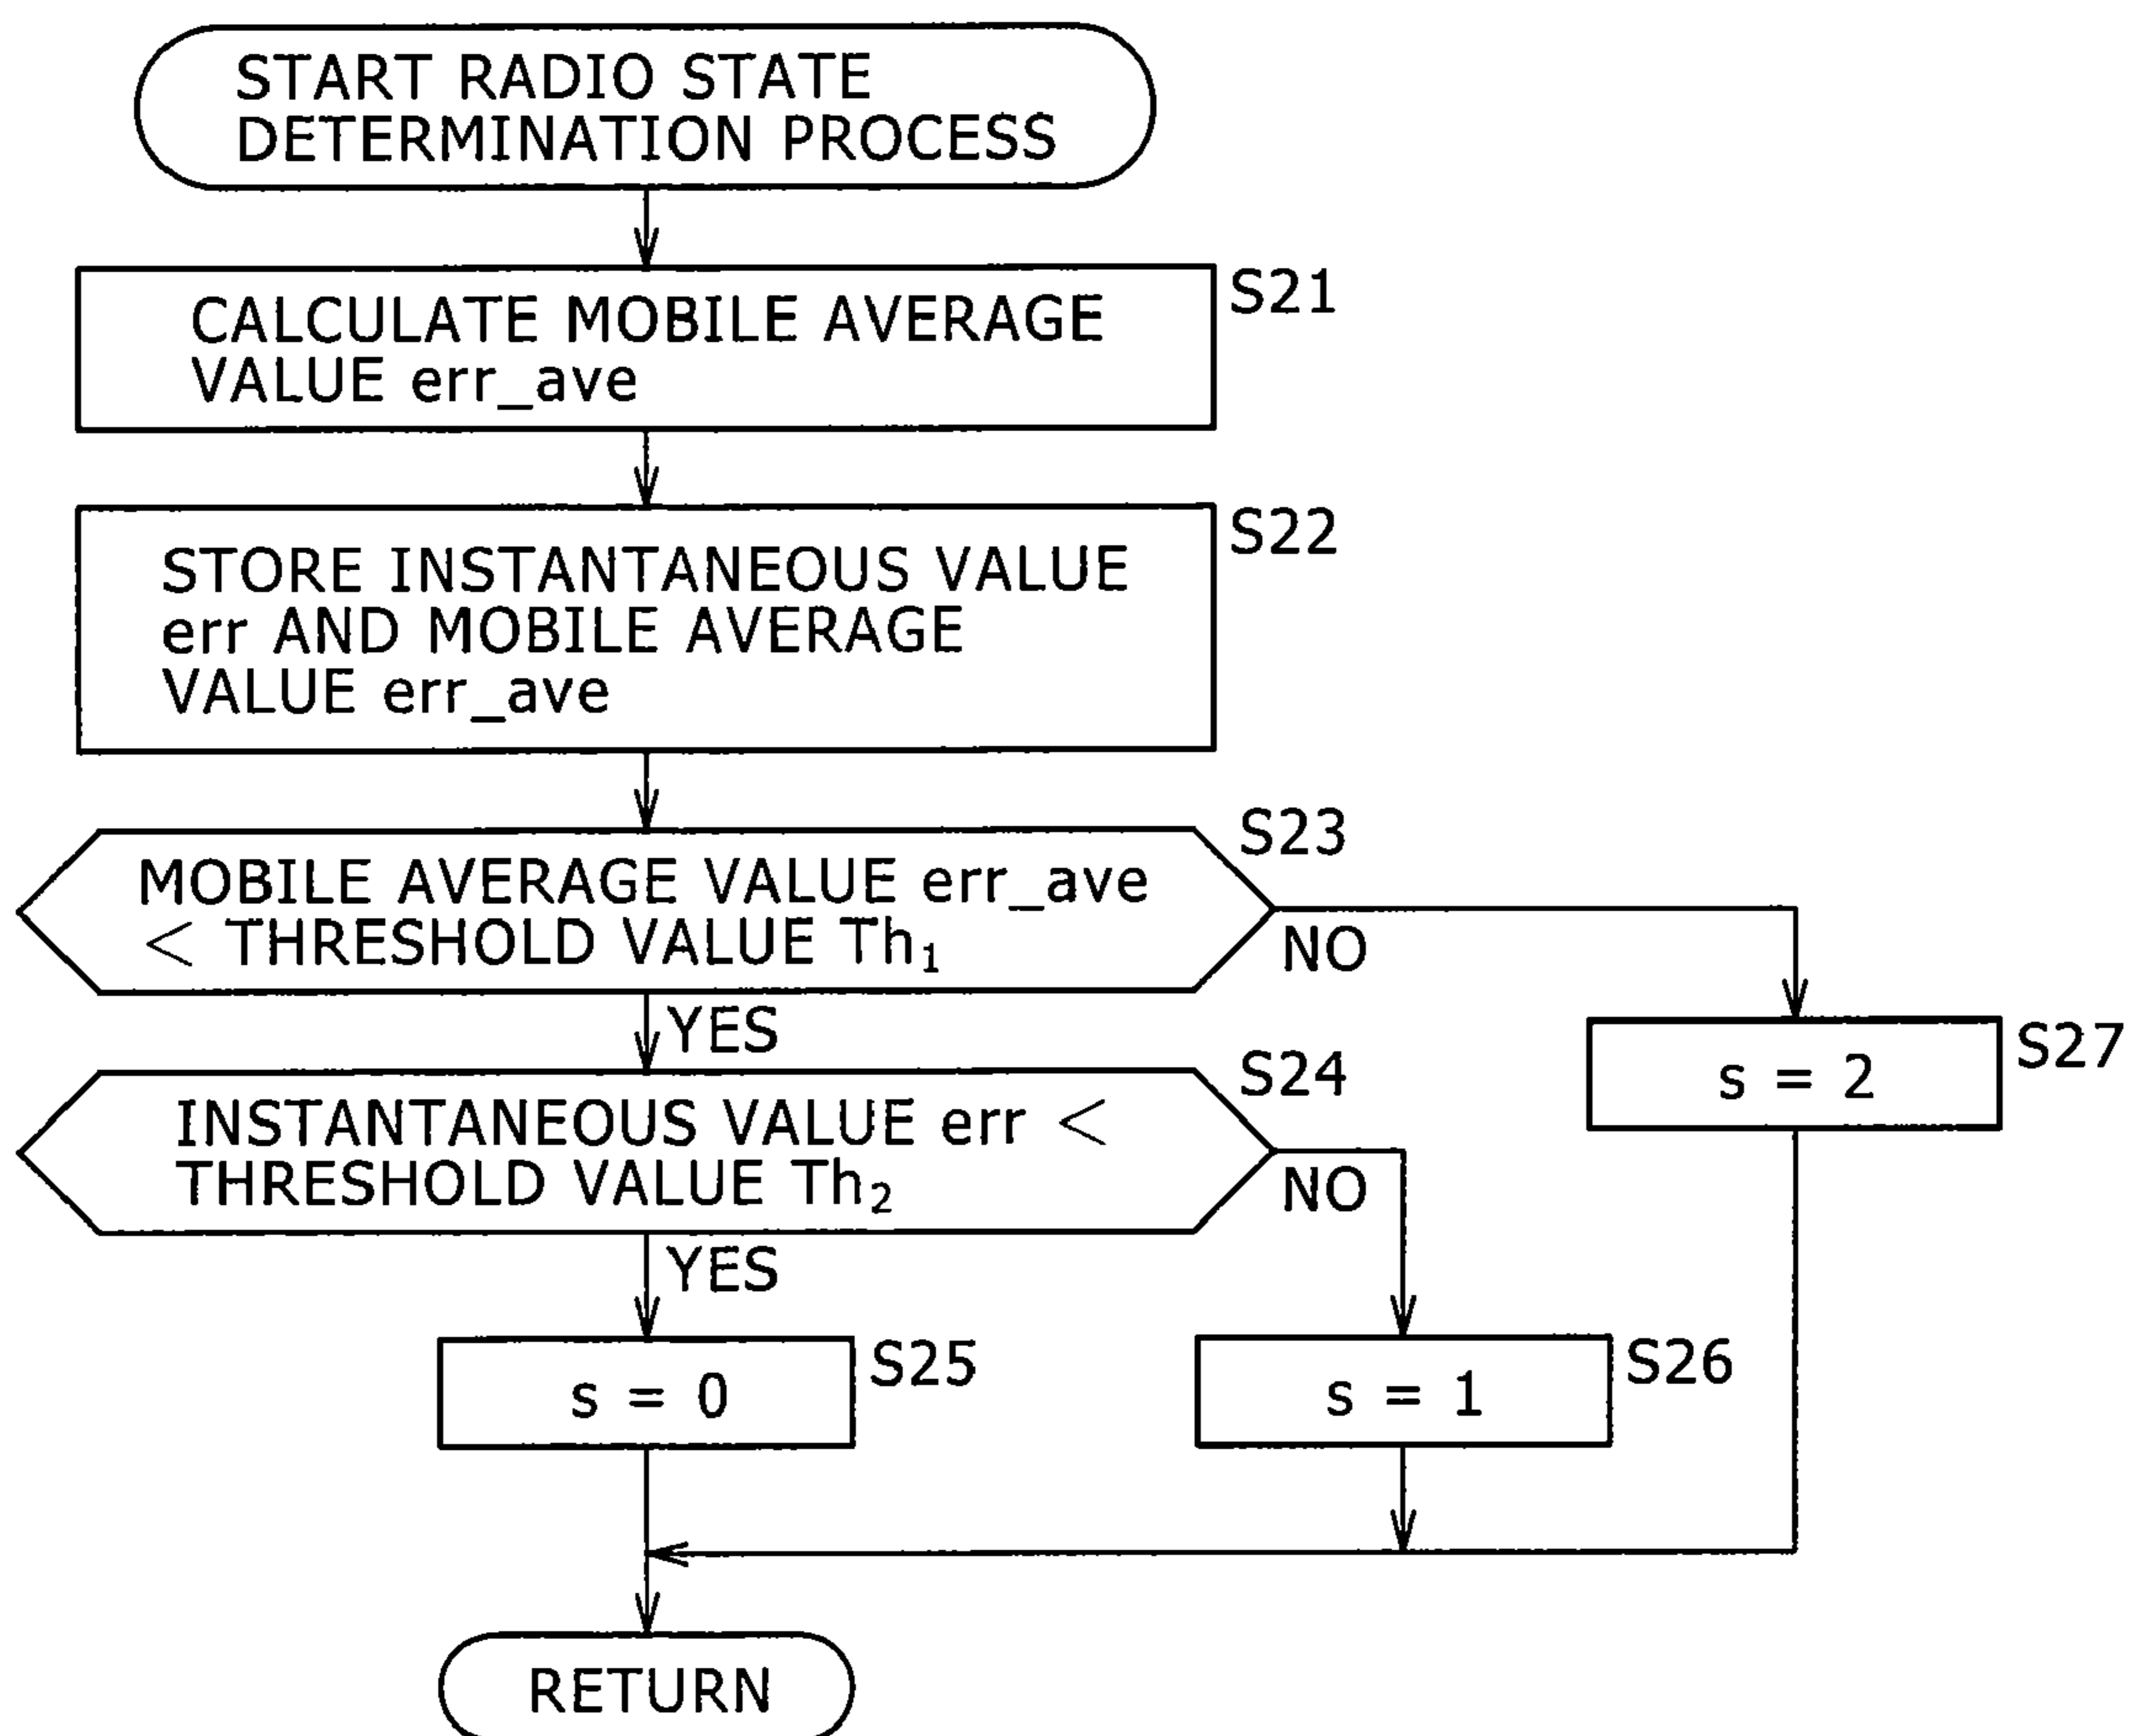 START RADIO STATE
DETERMINATION PROCESS
CALCULATE MOBILE AVERAGE
VALUE err_ave
S21
STORE INSTANTANEOUS VALUE
err AND MOBILE AVERAGE
VALUE err_ave
S22
MOBILE AVERAGE VALUE err_ave
< THRESHOLD VALUE Th₁
S23
NO
YES
s = 2
S27
INSTANTANEOUS VALUE err <
THRESHOLD VALUE Th₂
S24
NO
YES
s = 0
S25
s = 1
S26
RETURN